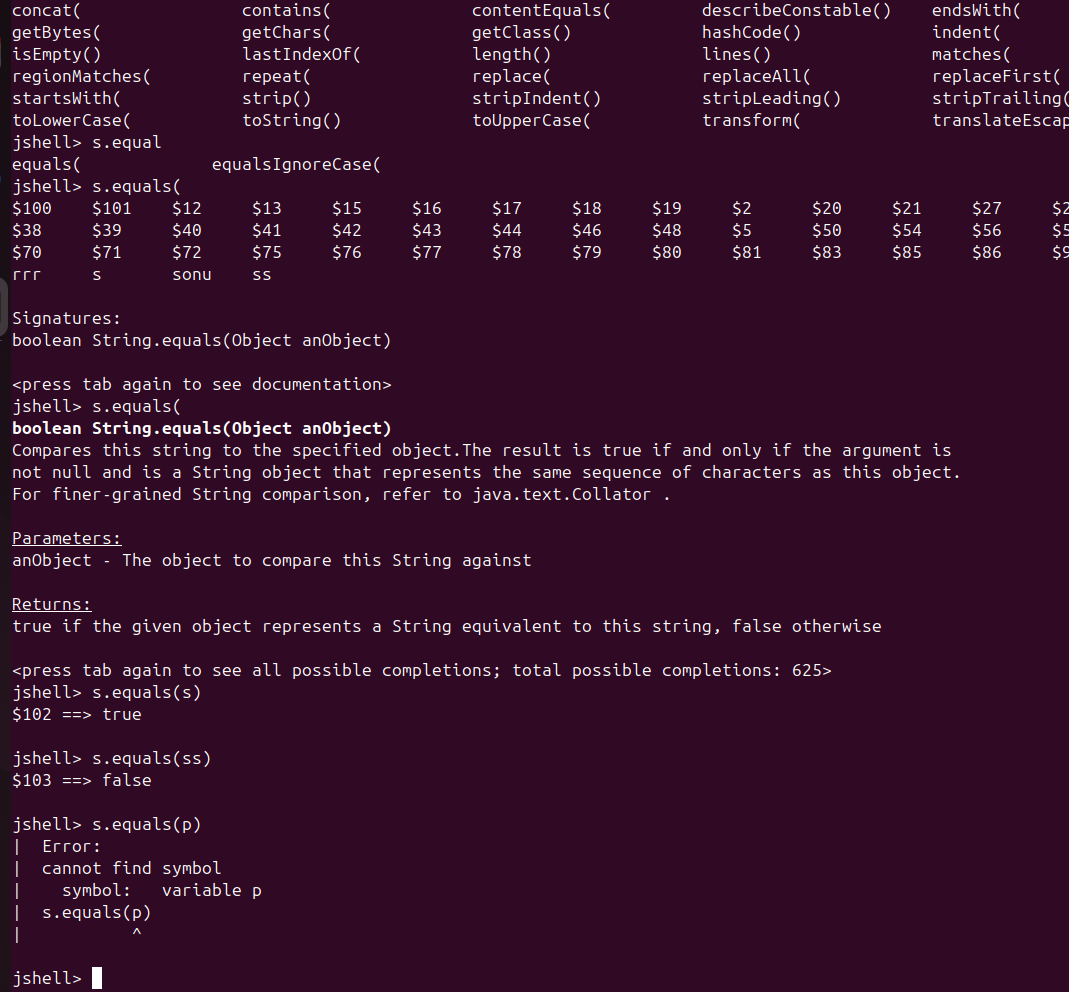 concat( contains( contentEquals( describeConstable() endsWith(
getBytes( getChars( getClass() hashCode() indent(
isEmpty() lastIndexOf( length() lines() matches(
regionMatches( repeat( replace( replaceAll( replaceFirst(
startsWith( strip() stripIndent() stripLeading() stripTrailing(
toLowerCase( toString() toUpperCase( transform( translateEscap
jshell> s.equal
equals( equalsIgnoreCase(
jshell> s.equals(
$100 $101 $12 $13 $15 $16 $17 $18 $19 $2 $20 $21 $27
$38 $39 $40 $41 $42 $43 $44 $46 $48 $5 $50 $54 $56
$70 $71 $72 $75 $76 $77 $78 $79 $80 $81 $83 $85 $86
rrr s sonu ss
Signatures:
boolean String.equals(Object anObject)
<press tab again to see documentation>
jshell> s.equals(
boolean String.equals(Object anObject)
Compares this string to the specified object.The result is true if and only if the argument is
not null and is a String object that represents the same sequence of characters as this object.
For finer-grained String comparison, refer to java.text.Collator .
Parameters:
anObject - The object to compare this String against
Returns:
true if the given object represents a String equivalent to this string, false otherwise
<press tab again to see all possible completions; total possible completions: 625>
jshell> s.equals(s)
$102 ==> true
jshell> s.equals(ss)
$103 ==> false
jshell> s.equals(p)
| Error:
| cannot find symbol
| symbol: variable p
| s.equals(p)
| ^
jshell>